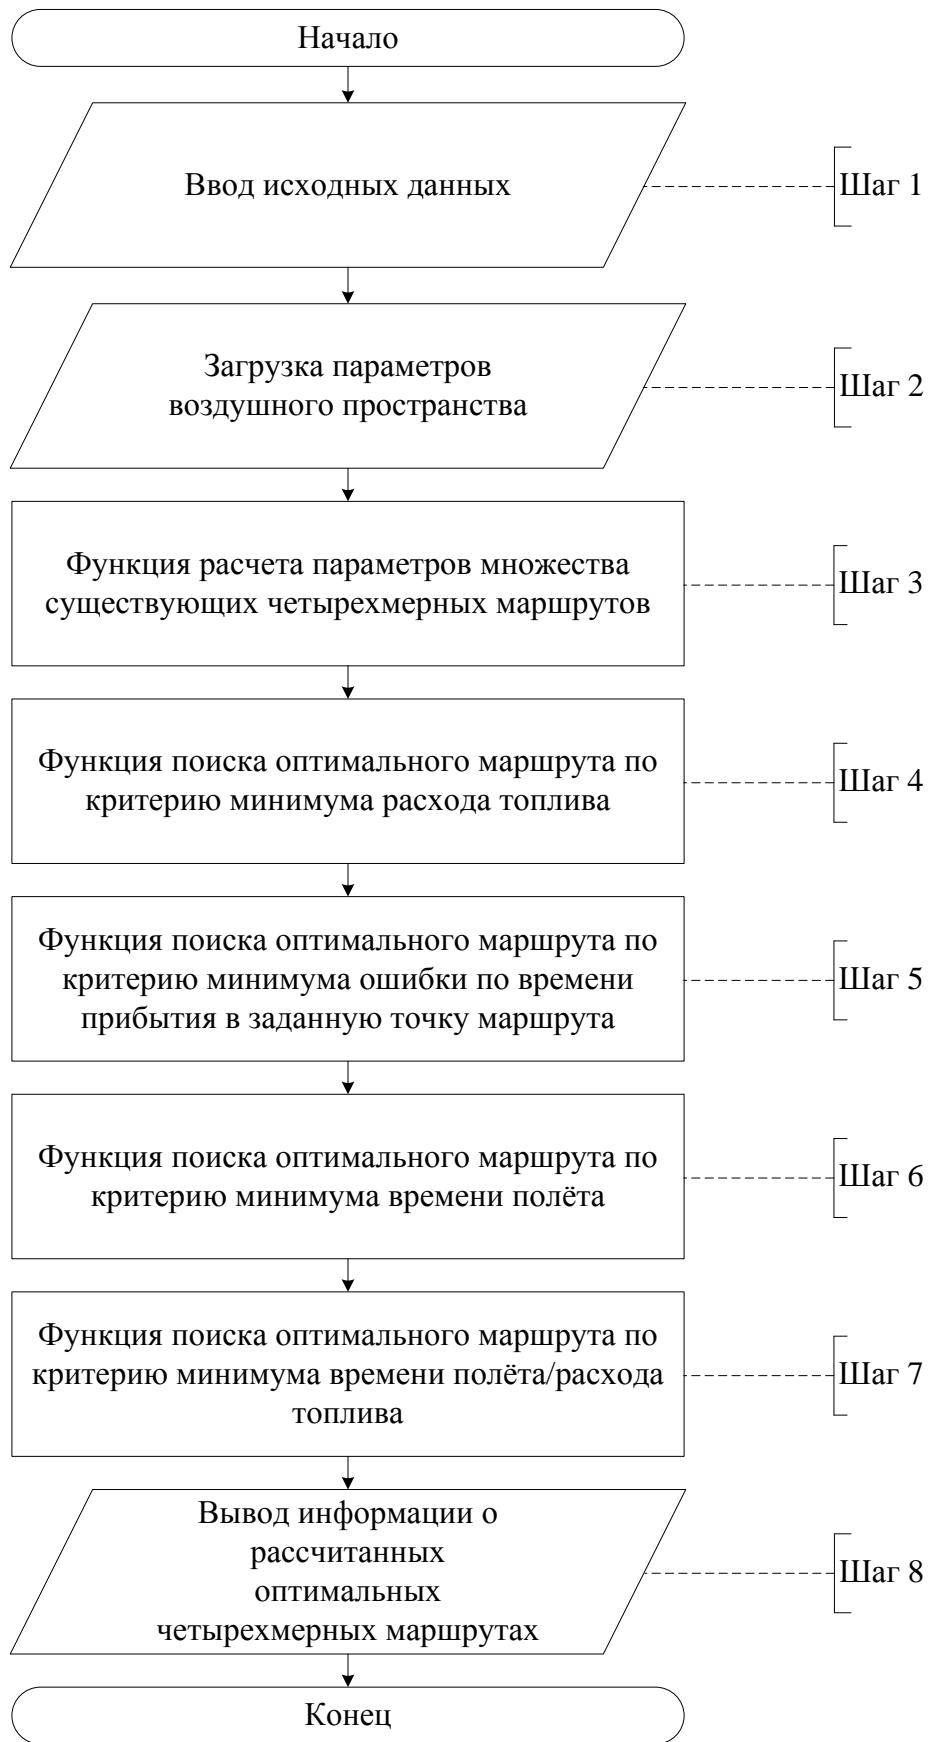 Начало
Ввод исходных данных
Шаг 1
Загрузка параметров
воздушного пространства
Шаг 2
Функция расчета параметров множества
существующих четырехмерных маршрутов
Шаг 3
Функция поиска оптимального маршрута по
критерию минимума расхода топлива
Шаг 4
Функция поиска оптимального маршрута по
критерию минимума ошибки по времени
прибытия в заданную точку маршрута
Шаг 5
Функция поиска оптимального маршрута по
критерию минимума времени полёта
Шаг 6
Функция поиска оптимального маршрута по
критерию минимума времени полёта/расхода
топлива
Шаг 7
Вывод информации о
рассчитанных
оптимальных
четырехмерных маршрутах
Шаг 8
Конец